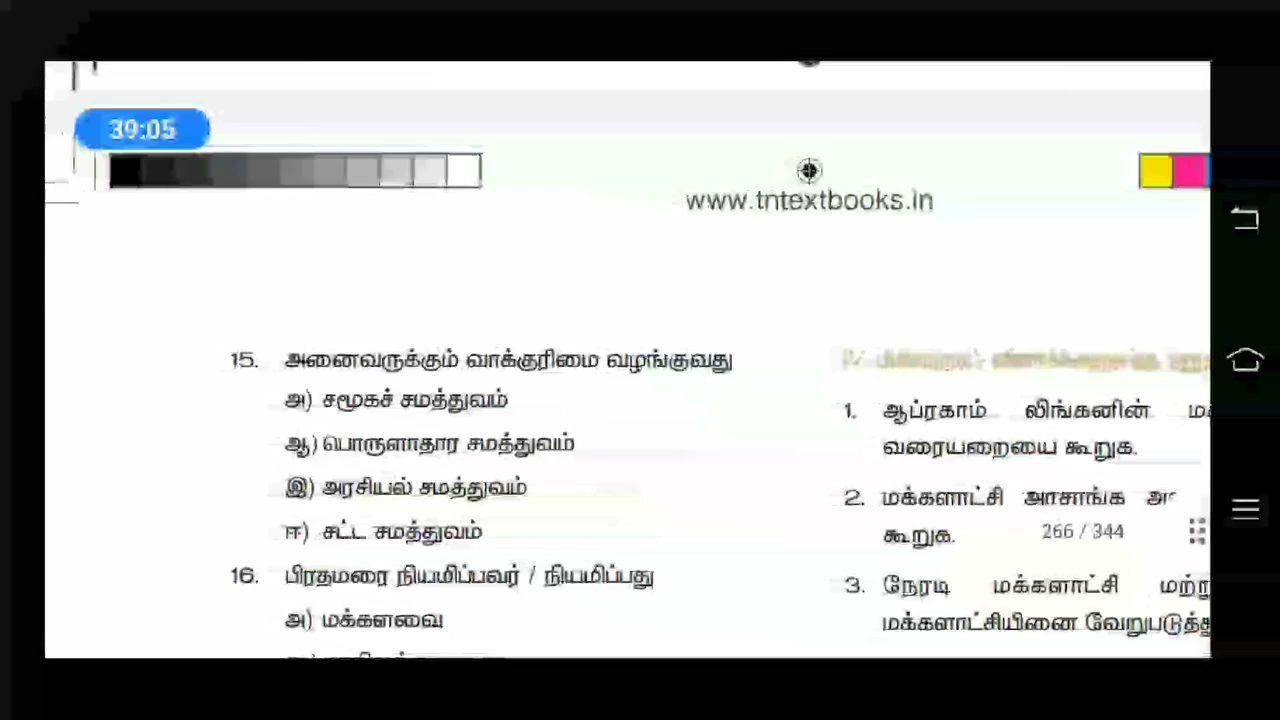 39:05
www.tntextbooks.in
15. அனைவருக்கும் வாக்குரிமை வழங்குவது
அ) சமூகச் சமத்துவம்
ஆ) பொருளாதார சமத்துவம்
இ) அரசியல் சமத்துவம்
ஈ) சட்ட சமத்துவம்
16. பிரதமரை நியமிப்பவர் / நியமிப்பது
அ) மக்களவை
1. ஆப்ரகாம் லிங்கனின்
வரையறையை கூறுக.
2. மக்களாட்சி அரசாங்க
கூறுக.
266 / 344
3. நேரடி மக்களாட்சி
மக்களாட்சியினை